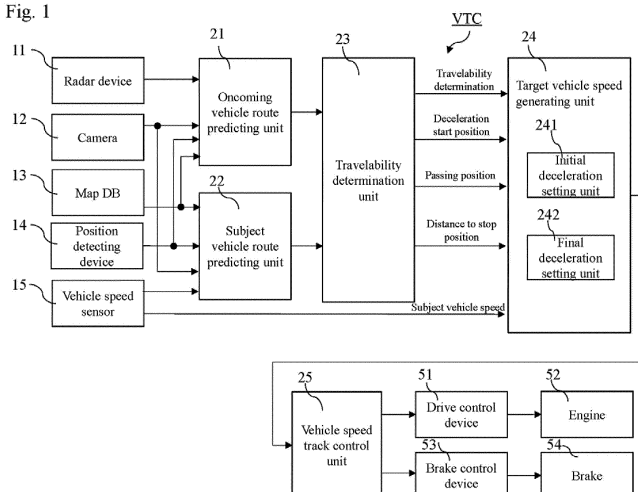 Fig. 1
VTC
11
Radar device
12
Camera
13
Map DB
14
Position
detecting
device
15
Vehicle speed
sensor
21
Oncoming
vehicle route
predicting unit
22
Subject
vehicle route
predicting unit
23
Travelability
determination
unit
Travelability
determination
Deceleration
start position
Passing position
Distance to stop
position
Subject vehicle speed
24
Target vehicle speed
generating unit
241
Initial
deceleration
setting unit
242
Final
deceleration
setting unit
25
Vehicle speed
track control
unit
51
Drive control
device
52
Engine
53
Brake control
device
54
Brake